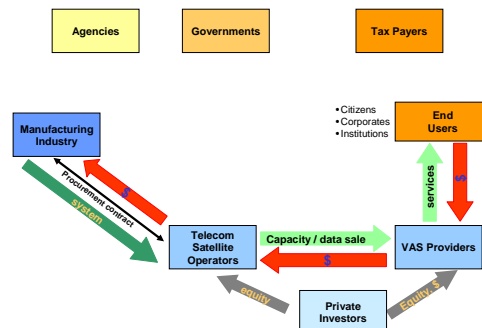 Agencies
Governments
Tax Payers
• Citizens
• Corporates
• Institutions
End
Users
Manufacturing
Industry
$
Procurement contract
system
services
$
Telecom
Satellite
Operators
Capacity / data sale
$
VAS Providers
equity
Private
Investors
Equity, $